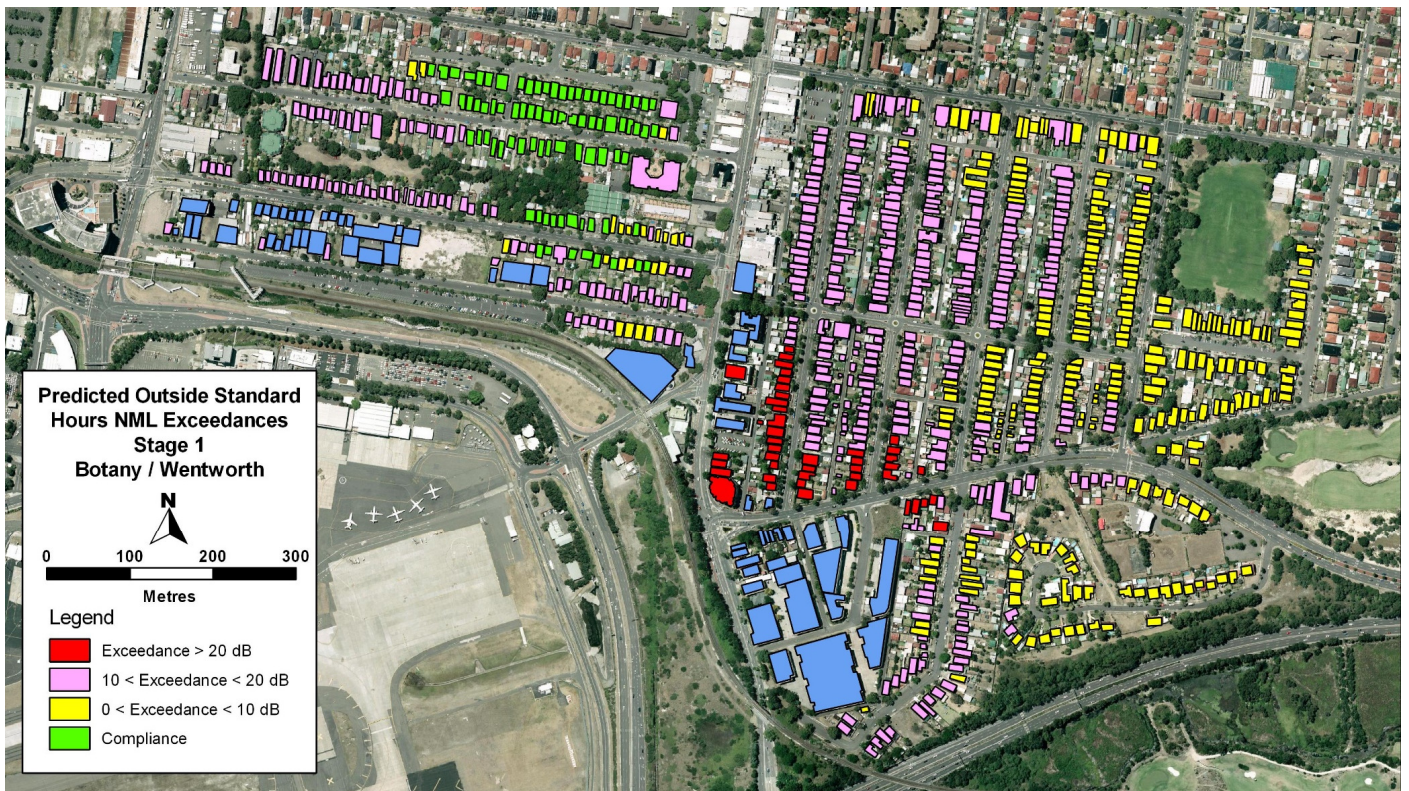 Predicted Outside Standard
Hours NML Exceedances
Stage 1
Botany / Wentworth
N
0 100 200 300
Metres
Legend
Exceedance > 20 dB
10 < Exceedance < 20 dB
0 < Exceedance < 10 dB
Compliance